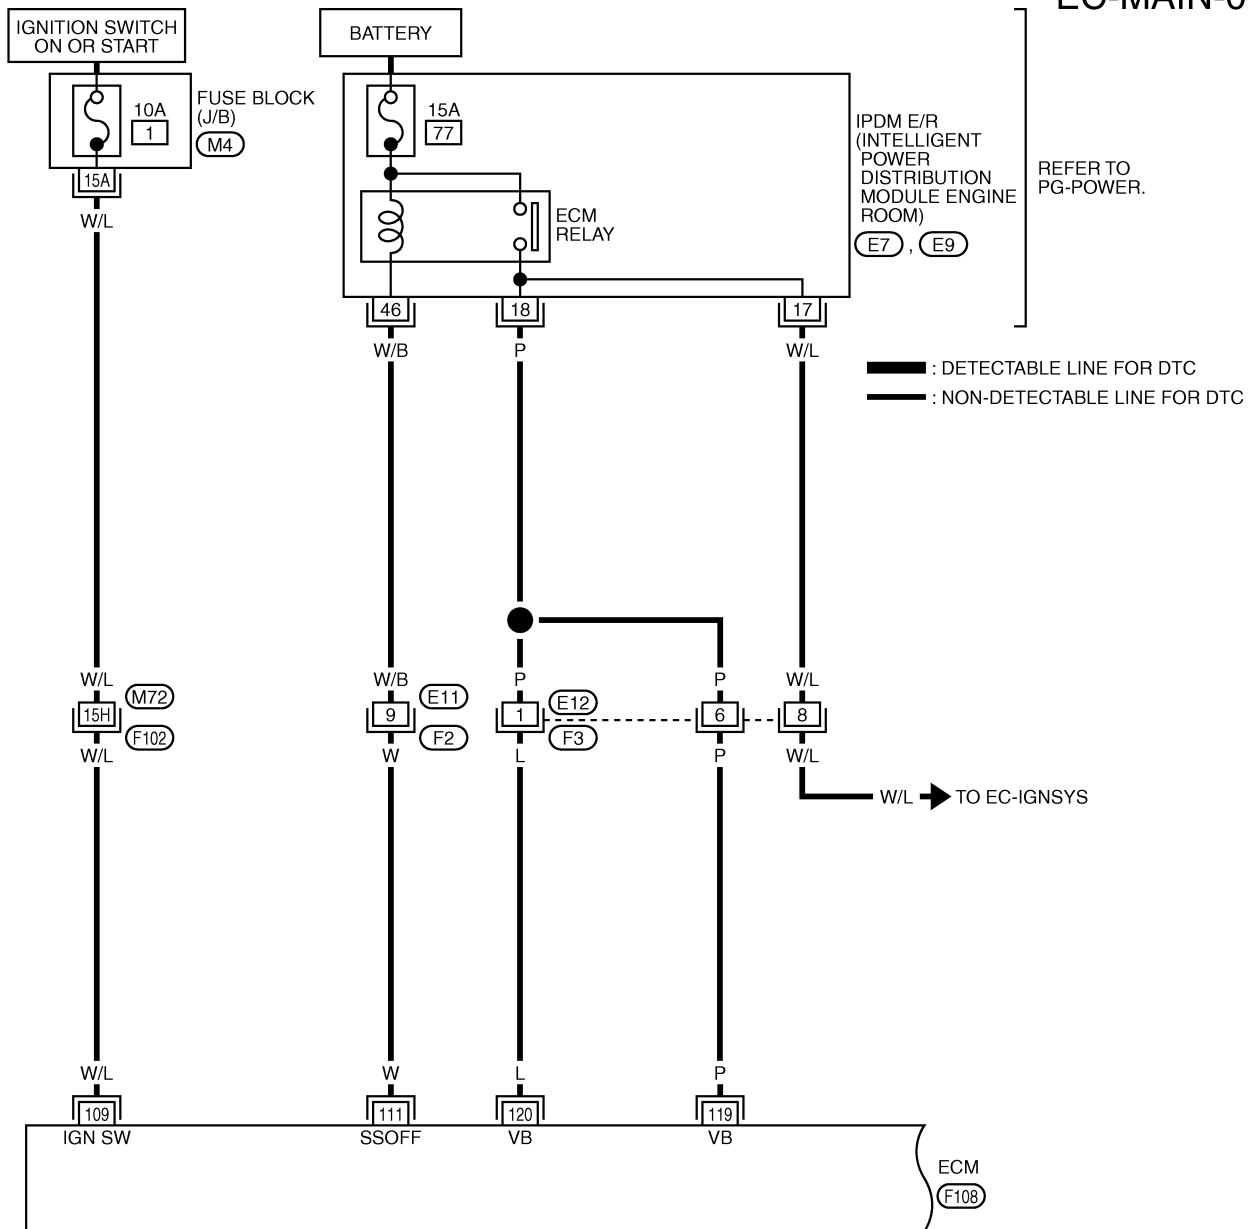 EC-MAIN-0
IGNITION SWITCH
ON OR START
BATTERY
10A
1
FUSE BLOCK
(J/B)
M4
15A
77
IPDM E/R
(INTELLIGENT
POWER
DISTRIBUTION
MODULE ENGINE
ROOM)
E7 , E9
REFER TO
PG-POWER.
ECM
RELAY
15A
46
18
17
W/L
W/B
P
W/L
: DETECTABLE LINE FOR DTC
: NON-DETECTABLE LINE FOR DTC
W/L
W/B
P
P
W/L
M72
E11
E12
15H
9
1
6
8
F102
F2
F3
W/L
W
L
P
W/L
W/L
TO EC-IGNSYS
W/L
W
L
P
109
111
120
119
IGN SW
SSOFF
VB
VB
ECM
F108